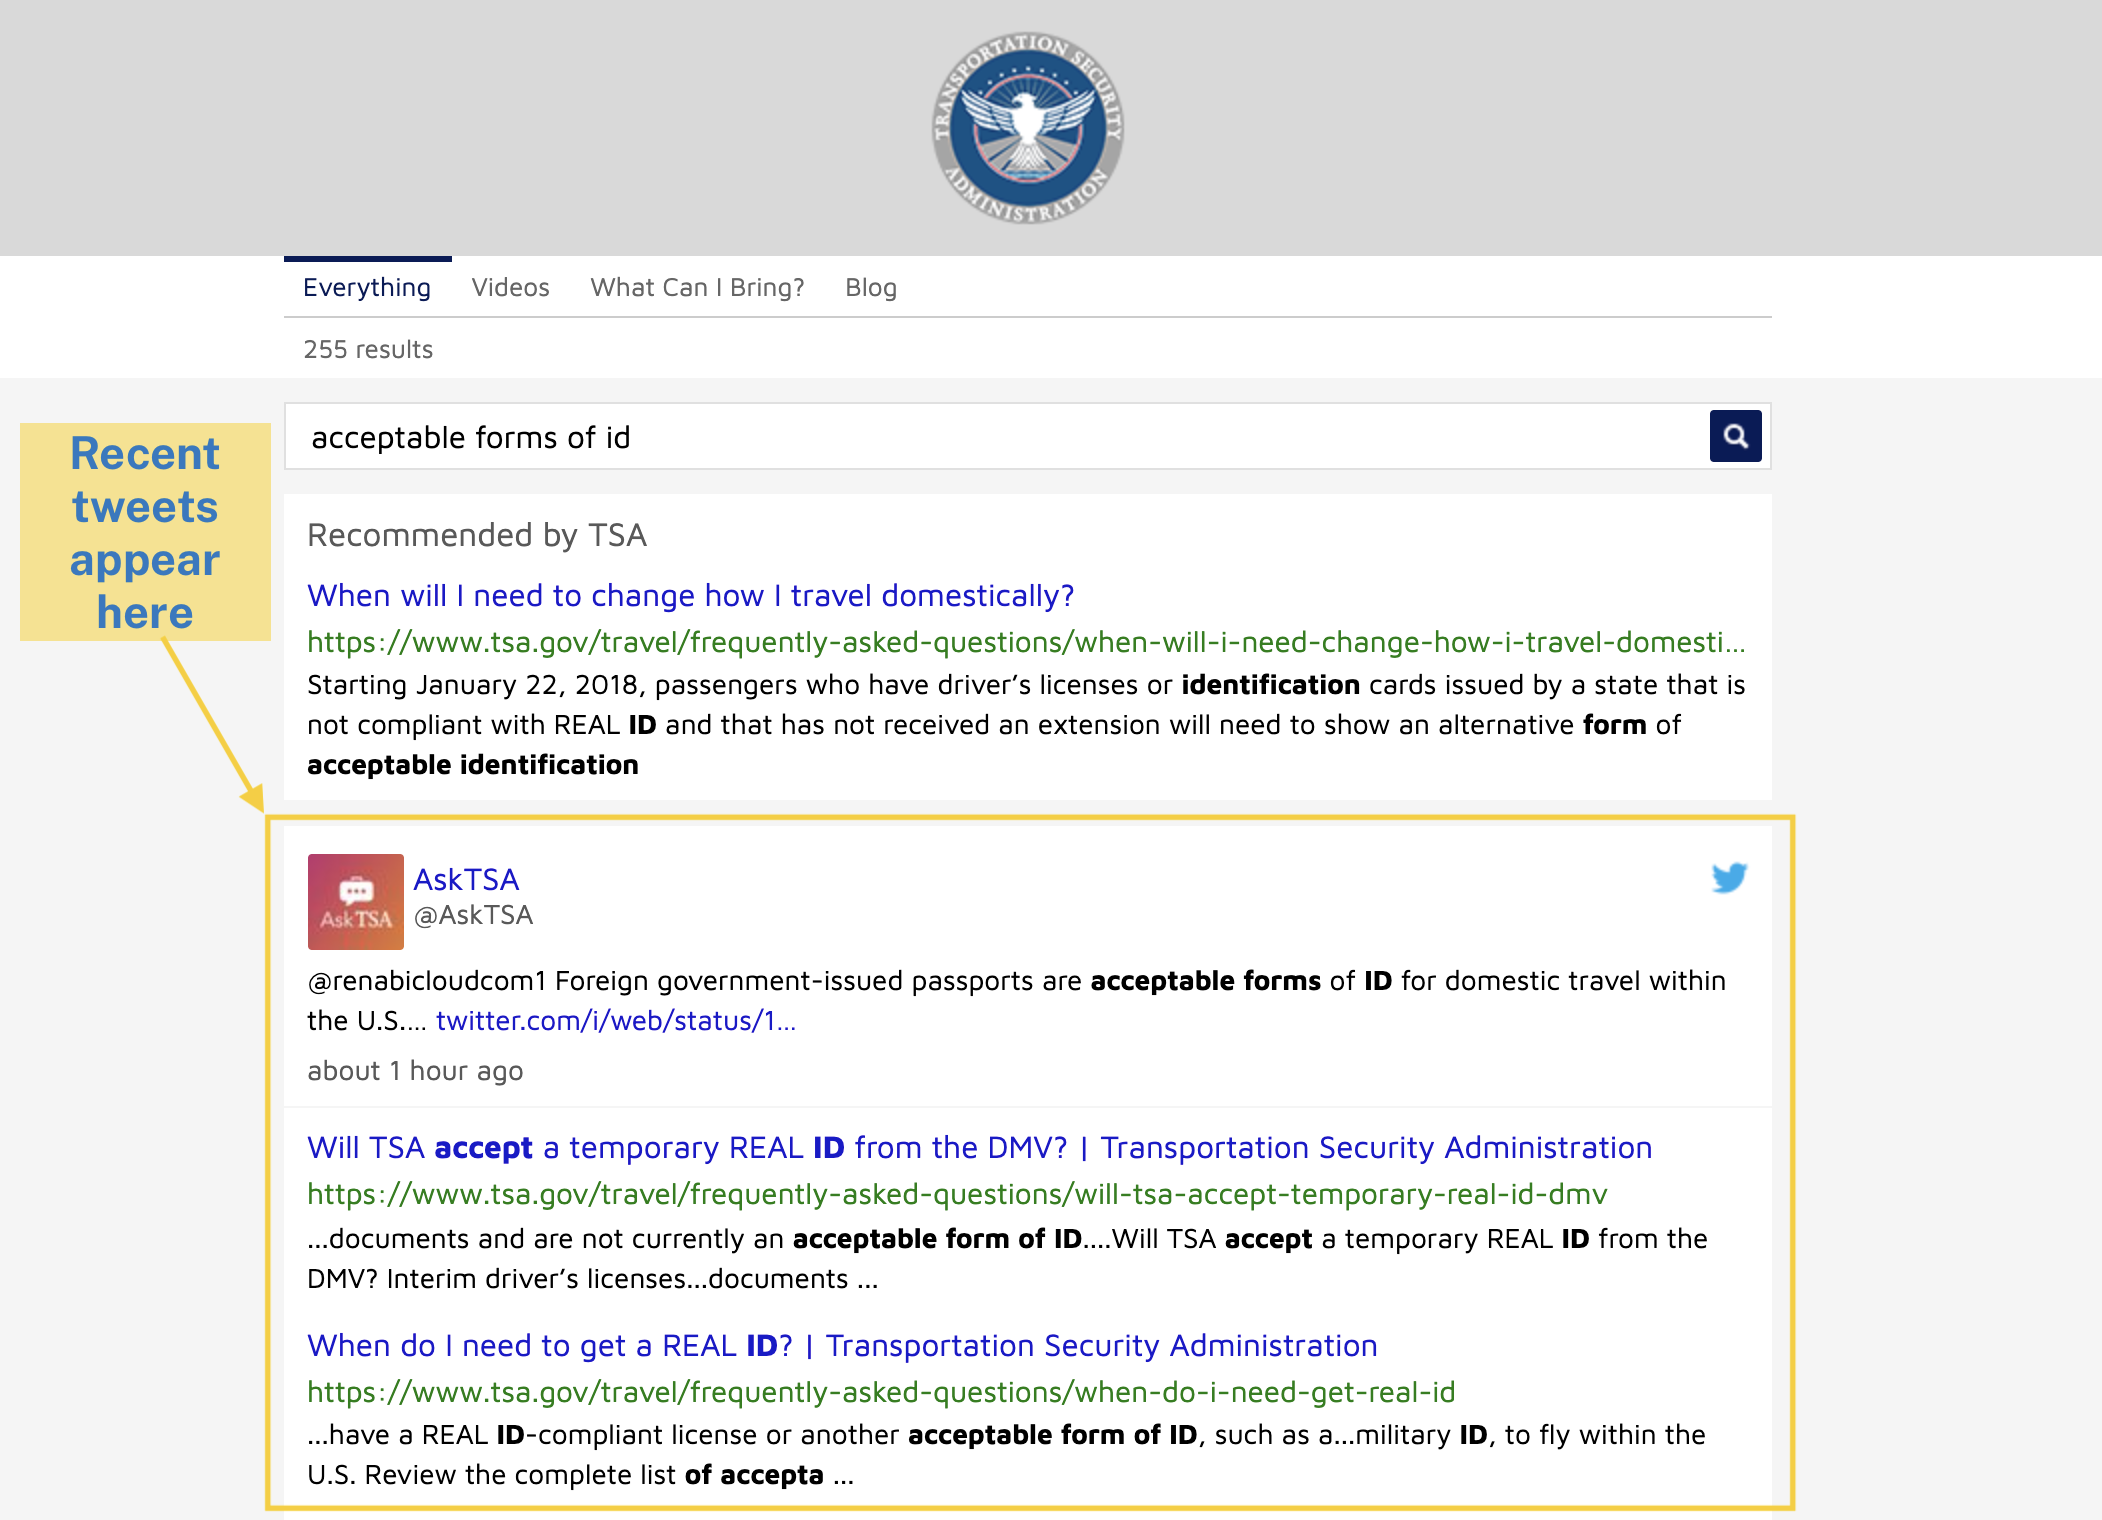 TRANSPORTATION SECURITY
ADMINISTRATION
Everything Videos What Can I Bring? Blog
255 results
acceptable forms of id
Recent
tweets
appear
here
Recommended by TSA
When will I need to change how I travel domestically?
https://www.tsa.gov/travel/frequently-asked-questions/when-will-i-need-change-how-i-travel-domesti...
Starting January 22, 2018, passengers who have driver’s licenses or identification cards issued by a state that is
not compliant with REAL ID and that has not received an extension will need to show an alternative form of
acceptable identification
AskTSA
AskTSA
@AskTSA
@renabicloudcom1 Foreign government-issued passports are acceptable forms of ID for domestic travel within
the U.S.… twitter.com/i/web/status/1…
about 1 hour ago
Will TSA accept a temporary REAL ID from the DMV? | Transportation Security Administration
https://www.tsa.gov/travel/frequently-asked-questions/will-tsa-accept-temporary-real-id-dmv
...documents and are not currently an acceptable form of ID....Will TSA accept a temporary REAL ID from the
DMV? Interim driver’s licenses...documents ...
When do I need to get a REAL ID? | Transportation Security Administration
https://www.tsa.gov/travel/frequently-asked-questions/when-do-i-need-get-real-id
...have a REAL ID-compliant license or another acceptable form of ID, such as a...military ID, to fly within the
U.S. Review the complete list of accepta ...